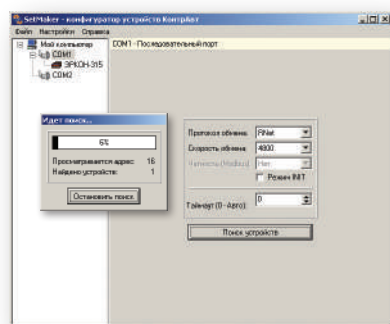 SetMaker - конфигуратор устройств КонтрАвт
Файл Настройки Справка
Мой компьютер
COM1
ЭРКОН-315
COM2
COM1 - Последовательный порт
Идет поиск...
6%
Просматривается адрес: 16
Найдено устройств: 1
Остановить поиск
Протокол обмена: RNet
Скорость обмена: 4800
Четность (Modbus) Нет
Режим INIT
Таймаут (0 - Авто): 0
Поиск устройств